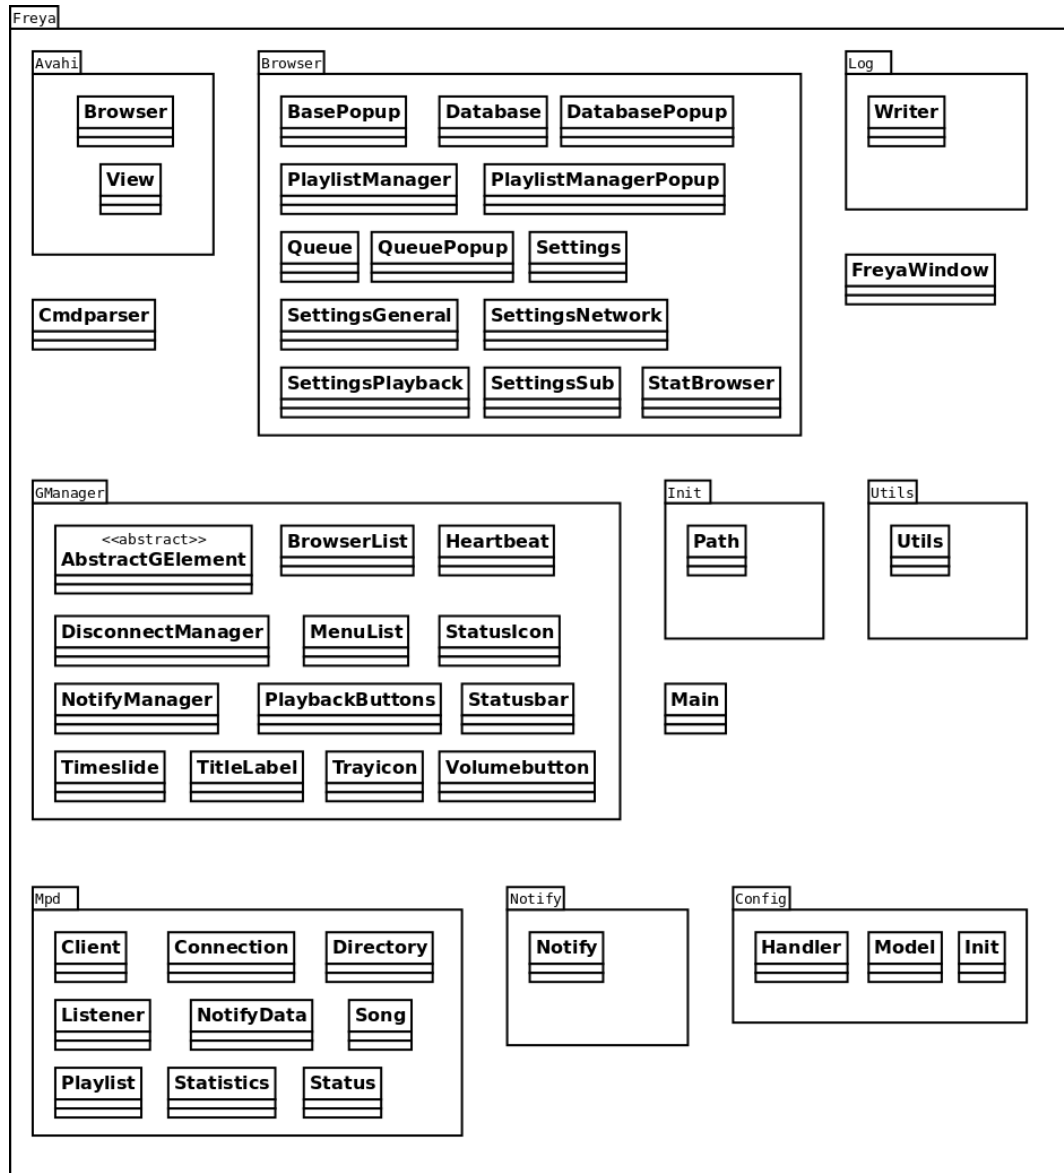 Freya
Avahi
Browser
View
Browser
BasePopup Database DatabasePopup
PlaylistManager PlaylistManagerPopup
Queue QueuePopup Settings
SettingsGeneral SettingsNetwork
SettingsPlayback SettingsSub StatBrowser
Log
Writer
FreyaWindow
Cmdparser
GManager
<<abstract>>
AbstractGElement BrowserList Heartbeat
DisconnectManager MenuList StatusIcon
NotifyManager PlaybackButtons Statusbar
Timeslide TitleLabel Trayicon Volumebutton
Init
Path
Utils
Utils
Main
Mpd
Client Connection Directory
Listener NotifyData Song
Playlist Statistics Status
Notify
Notify
Config
Handler Model Init